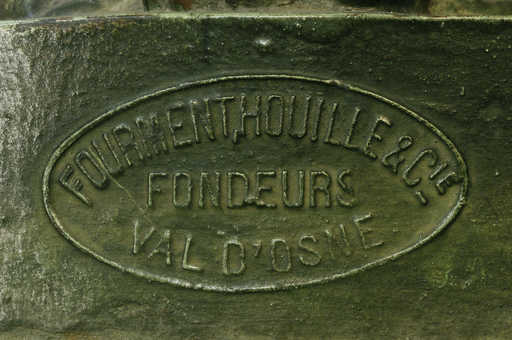 FOURMENT,HOUILLE & Cie
FONDEURS
VAL D'OSNE